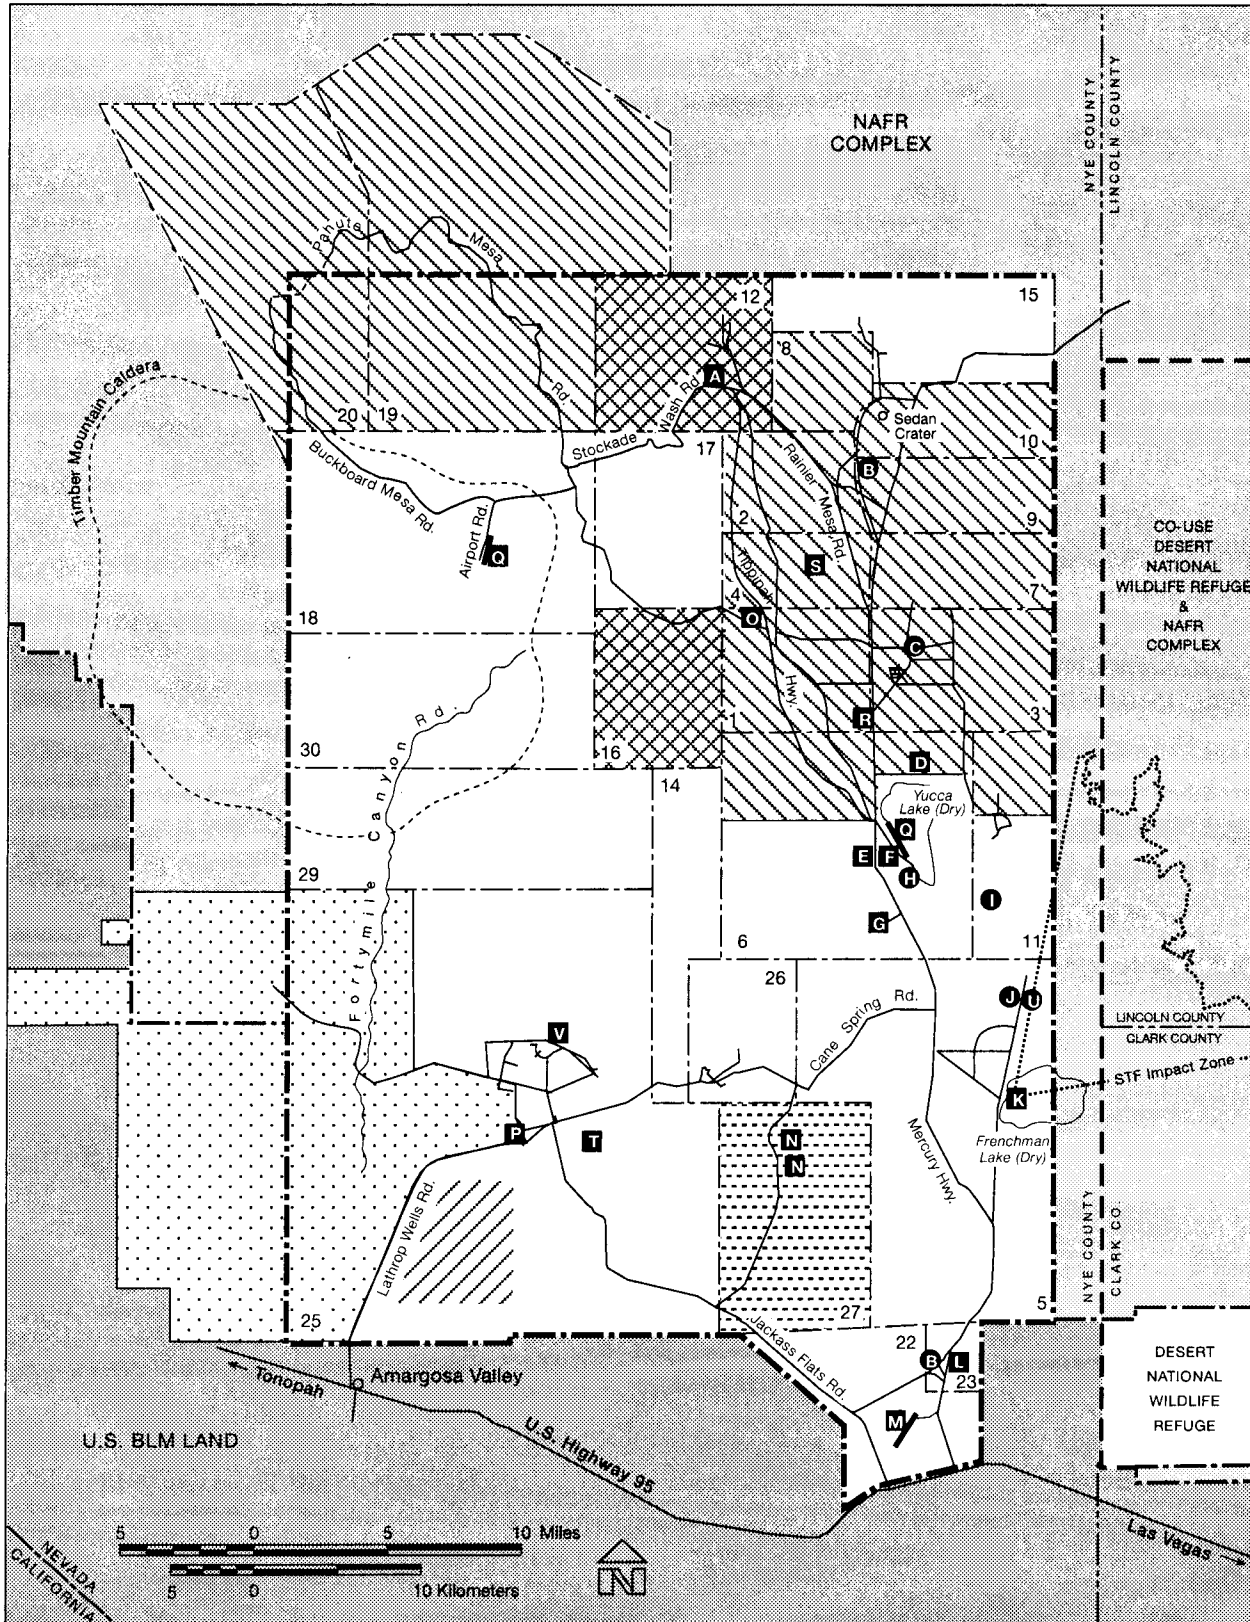 NAFR
COMPLEX
NYE COUNTY
LINCOLN COUNTY
Pahute
Mesa
Rd.
12
15
8
A
Timber Mountain Caldera
20
19
Stockade
Wash Rd.
17
Sedan
Crater
10
B
Buckboard Mesa Rd.
Rainier Mesa Rd.
Airport Rd.
Q
2
9
S
CO-USE
DESERT
NATIONAL
WILDLIFE REFUGE
&
NAFR
COMPLEX
Tippipah
Hwy.
4
7
18
O
C
R
1
3
30
16
D
14
Yucca
Lake (Dry)
Q
E
F
H
29
I
G
6
11
Fortymile Canyon Rd.
26
Cane Spring Rd.
J
U
LINCOLN COUNTY
CLARK COUNTY
V
STF Impact Zone
K
P
T
N
N
Frenchman
Lake (Dry)
Mercury Hwy.
Lathrop Wells Rd.
NYE COUNTY
CLARK CO.
25
27
5
Jackass Flats Rd.
22
B
L
23
M
DESERT
NATIONAL
WILDLIFE
REFUGE
Tonopah
Amargosa Valley
U.S. BLM LAND
U.S. Highway 95
Las Vegas
5 0 5 10 Miles
5 0 10 Kilometers
N
NEVADA
CALIFORNIA